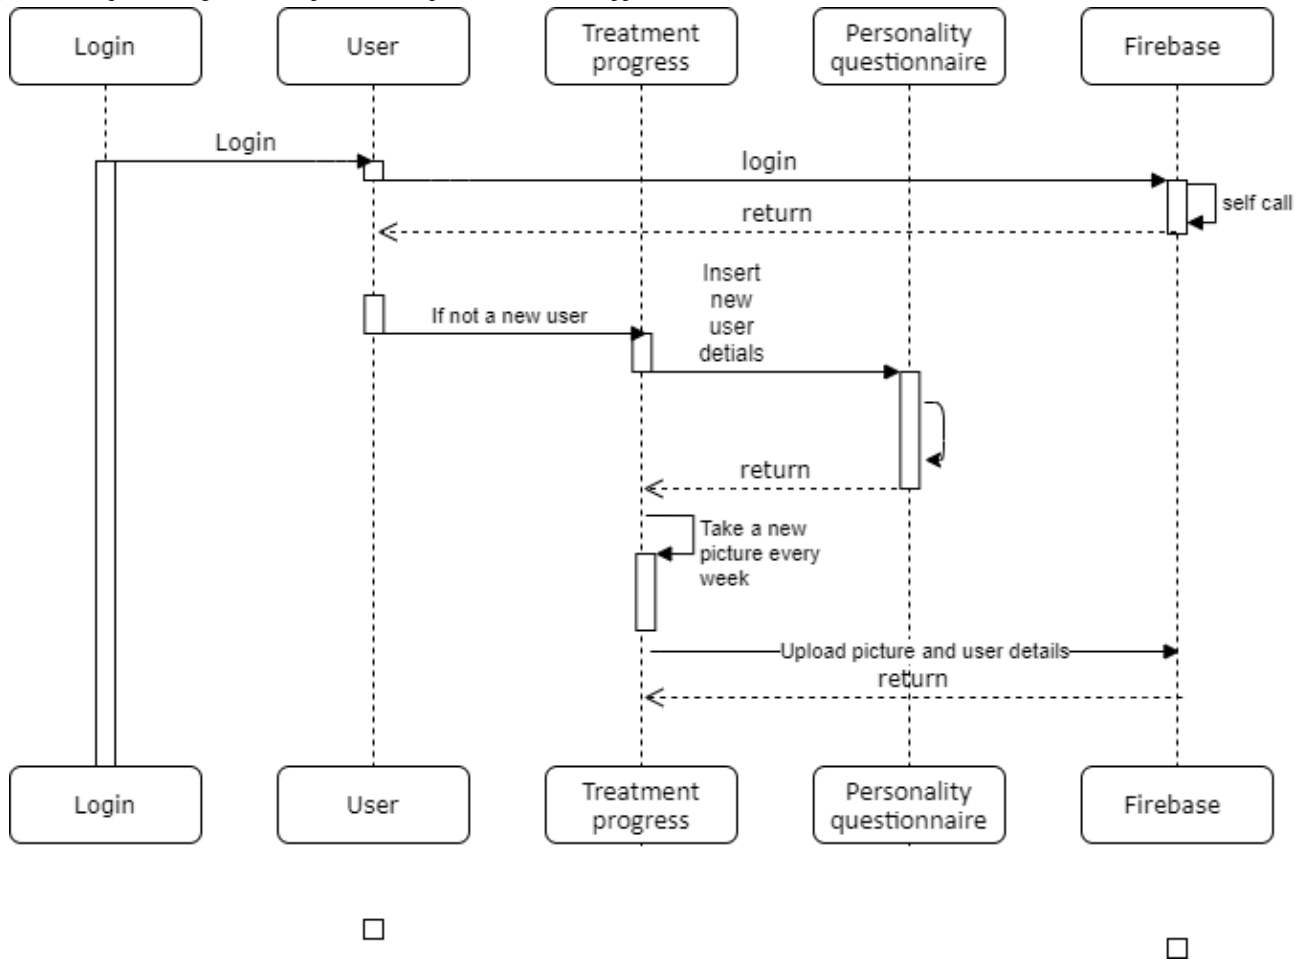 Login
User
Treatment
progress
Personality
questionnaire
Firebase
Login
login
self call
return
Insert
new
user
detials
If not a new user
return
Take a new
picture every
week
Upload picture and user details
return
Login
User
Treatment
progress
Personality
questionnaire
Firebase